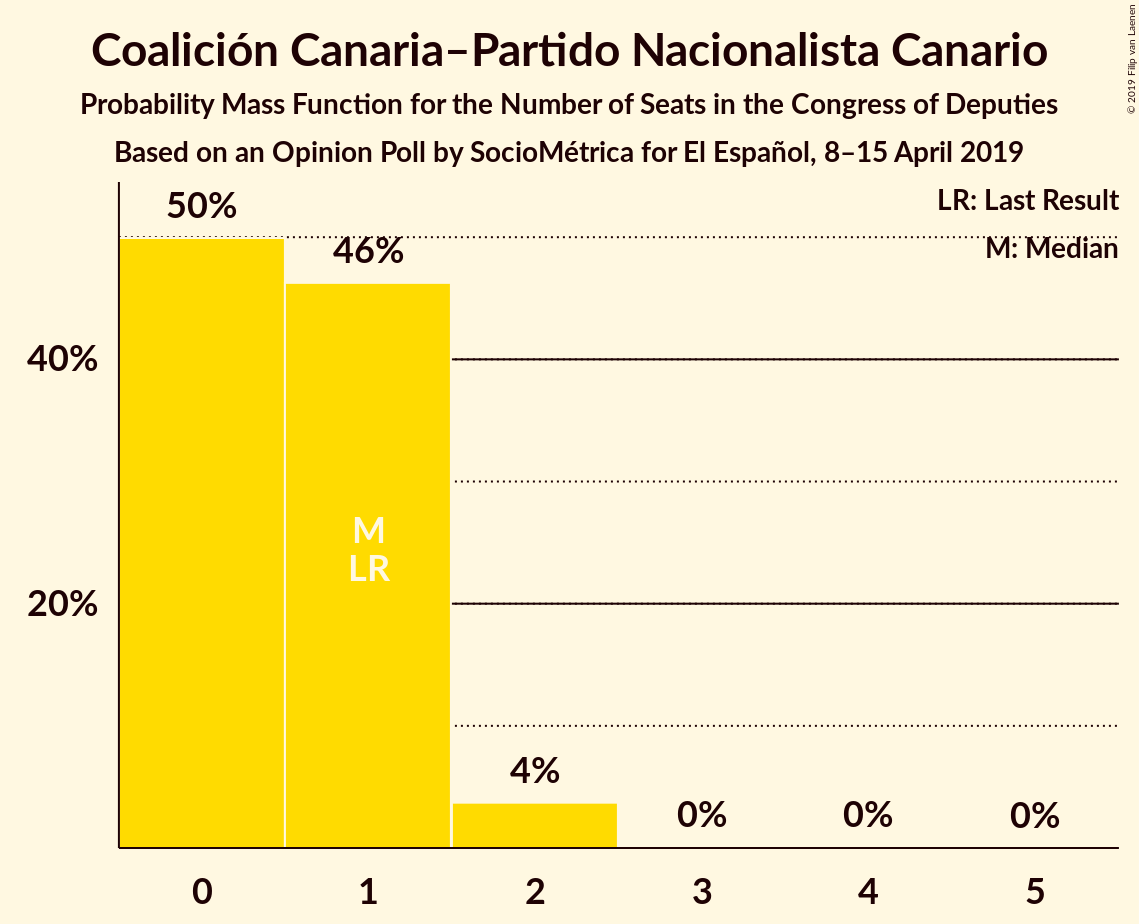 Coalición Canaria–Partido Nacionalista Canario
Probability Mass Function for the Number of Seats in the Congress of Deputies
Based on an Opinion Poll by SocioMétrica for El Español, 8–15 April 2019
© 2019 Filip van Laenen
LR: Last Result
M: Median
50%
46%
40%
M
LR
20%
4%
0%
0%
0%
0
1
2
3
4
5